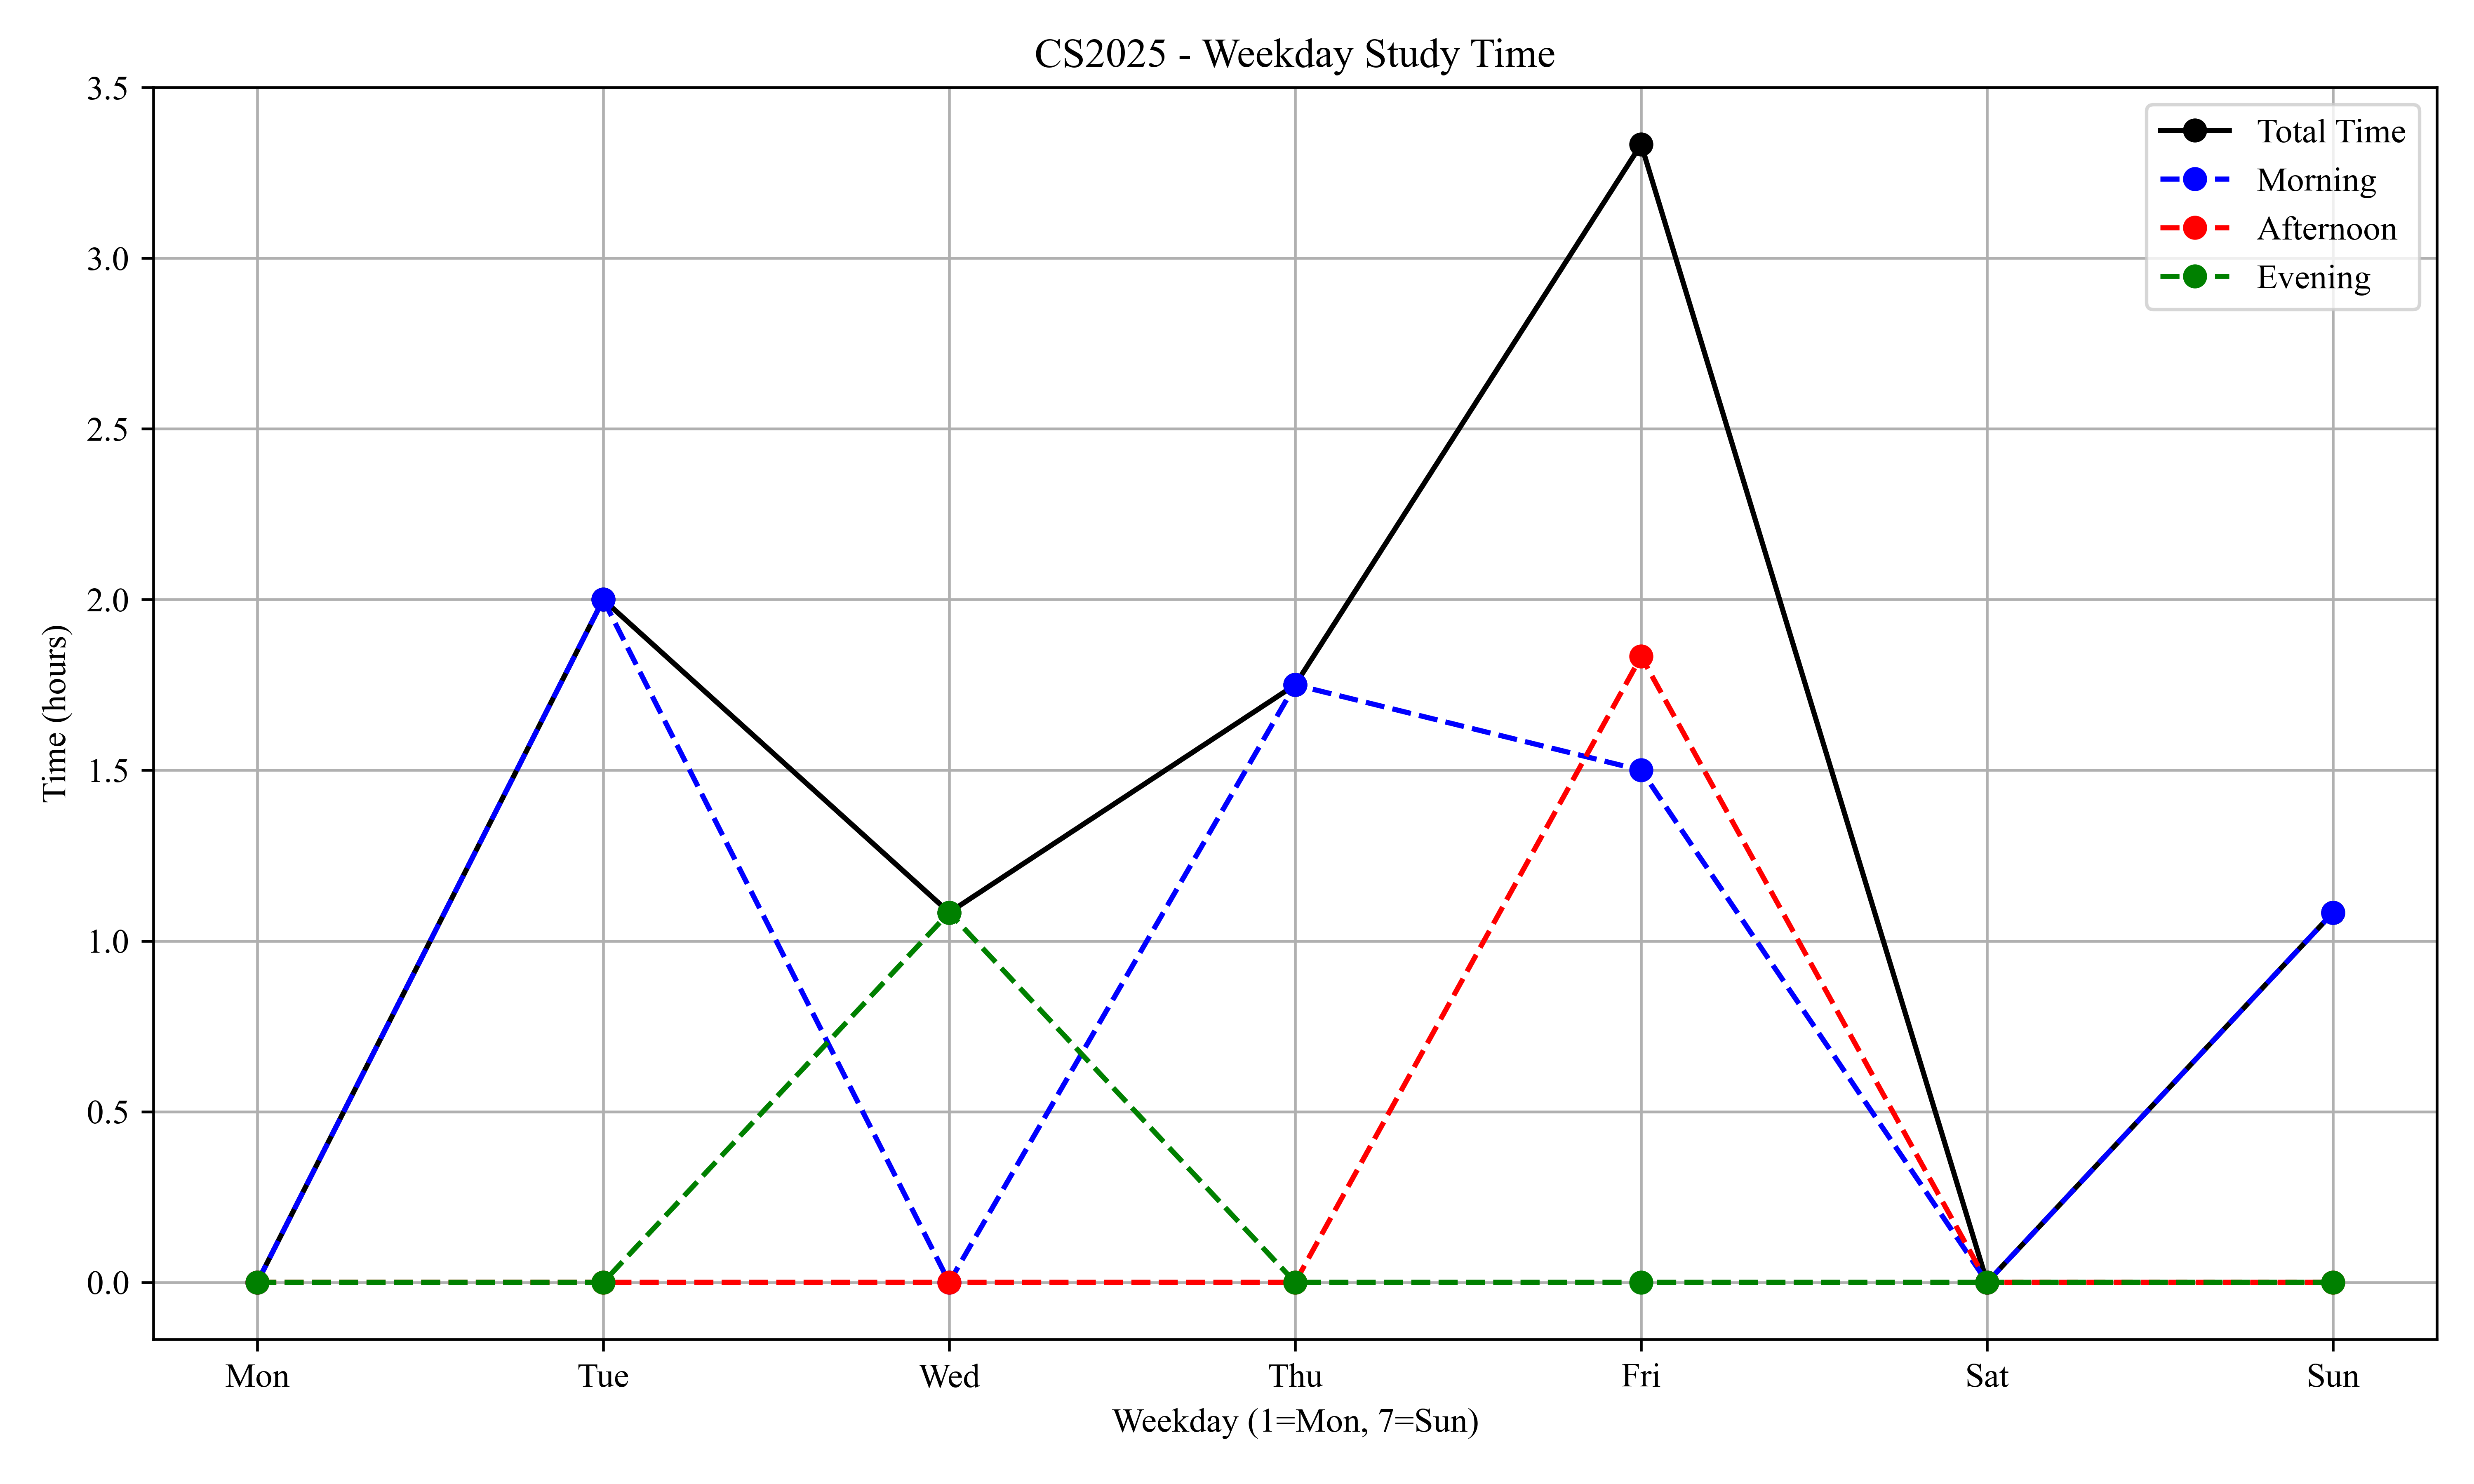 CS2025 - Weekday Study Time
3.5
3.0
2.5
2.0
1.5
1.0
0.5
0.0
Time (hours)
Total Time
Morning
Afternoon
Evening
Mon Tue Wed Thu Fri Sat Sun
Weekday (1=Mon, 7=Sun)